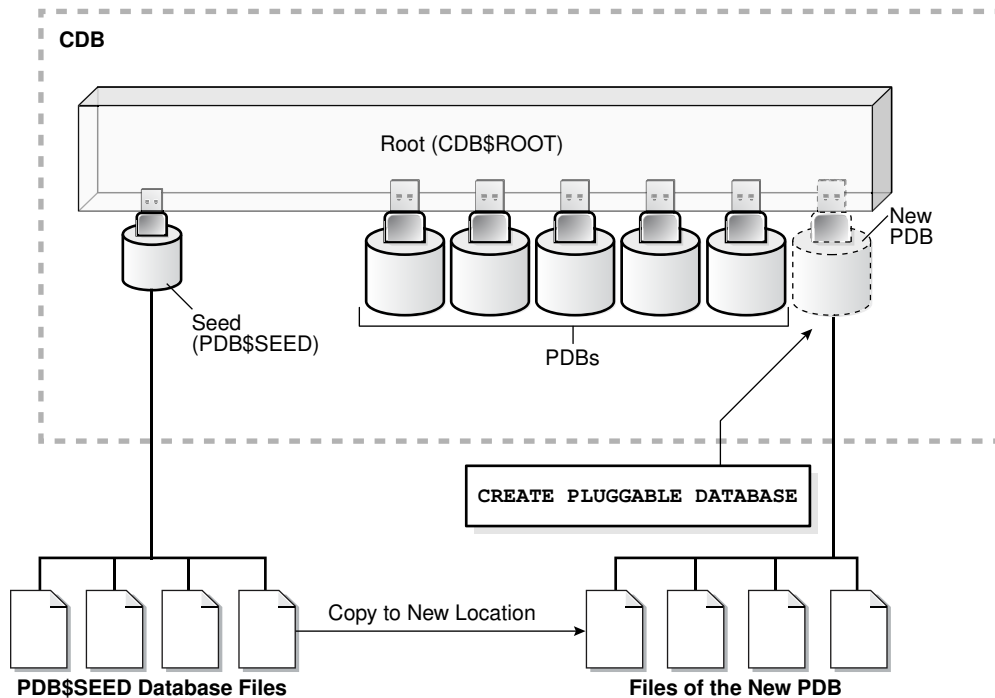 CDB
Root (CDB$ROOT)
New
PDB
Seed
(PDB$SEED)
PDBs
CREATE PLUGGABLE DATABASE
Copy to New Location
PDB$SEED Database Files
Files of the New PDB